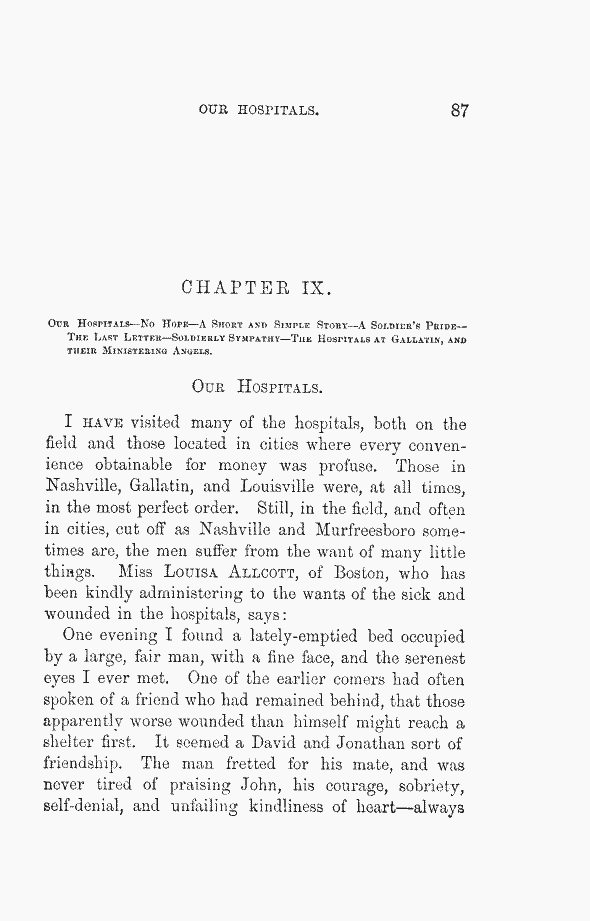 OUR HOSPITALS. 87
CHAPTER IX.
OUR HOSPITALS—NO HOPE—A SHORT AND SIMPLE STORY—A SOLDIER'S PRIDE—
THE LAST LETTER—SOLDIERLY SYMPATHY—THE HOSPITALS AT GALLATIN, AND
THEIR MINISTERING ANGELS.
OUR HOSPITALS.
I HAVE visited many of the hospitals, both on the
field and those located in cities where every conven-
ience obtainable for money was profuse. Those in
Nashville, Gallatin, and Louisville were, at all times,
in the most perfect order. Still, in the field, and often
in cities, cut off as Nashville and Murfreesboro some-
times are, the men suffer from the want of many little
things. Miss LOUISA ALLCOTT, of Boston, who has
been kindly administering to the wants of the sick and
wounded in the hospitals, says:
One evening I found a lately-emptied bed occupied
by a large, fair man, with a fine face, and the serenest
eyes I ever met. One of the earlier comers had often
spoken of a friend who had remained behind, that those
apparently worse wounded than himself might reach a
shelter first. It seemed a David and Jonathan sort of
friendship. The man fretted for his mate, and was
never tired of praising John, his courage, sobriety,
self-denial, and unfailing kindliness of heart—always